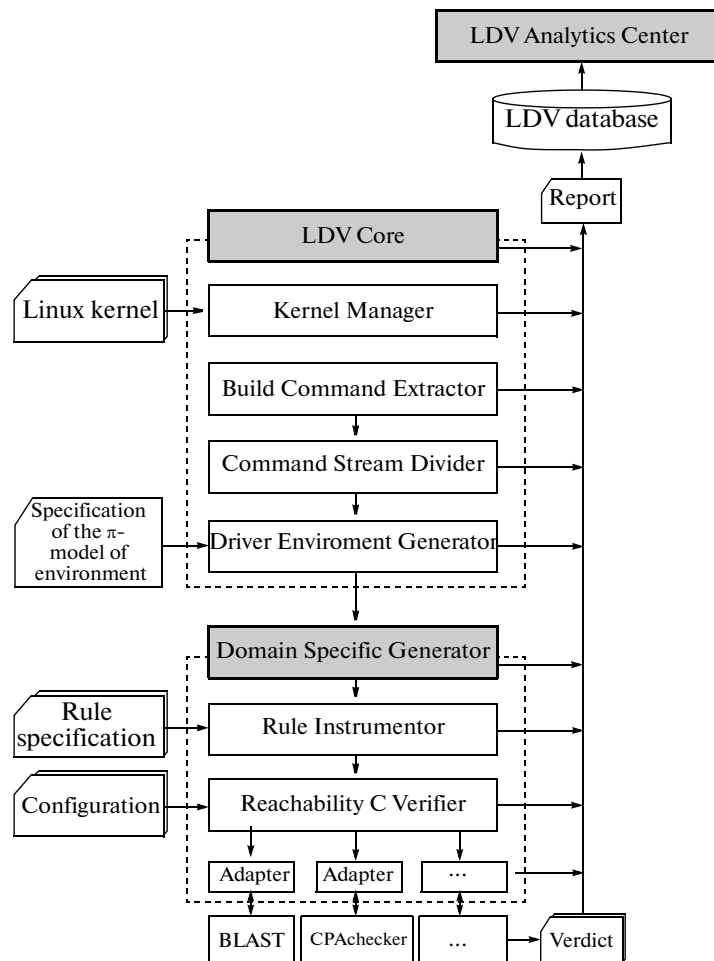 LDV Analytics Center
LDV database
Report
LDV Core
Linux kernel
Kernel Manager
Build Command Extractor
Command Stream Divider
Specification
of the π-
model of
environment
Driver Enviroment Generator
Domain Specific Generator
Rule
specification
Rule Instrumentor
Configuration
Reachability C Verifier
Adapter
Adapter
...
BLAST
CPAchecker
...
Verdict